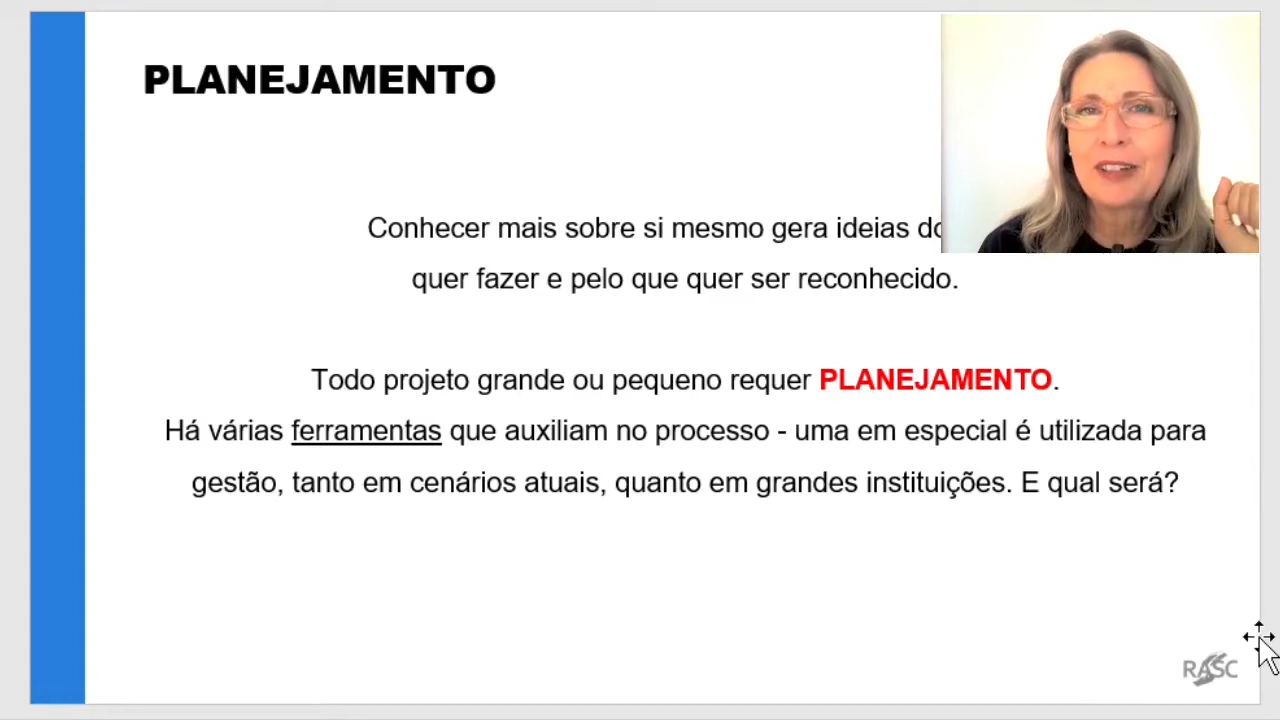 PLANEJAMENTO
Conhecer mais sobre si mesmo gera ideias
quer fazer e pelo que quer ser reconhecido.
Todo projeto grande ou pequeno requer PLANEJAMENTO.
Há várias ferramentas que auxiliam no processo - uma em especial é utilizada para
gestão, tanto em cenários atuais, quanto em grandes instituições. E qual será?
RASC